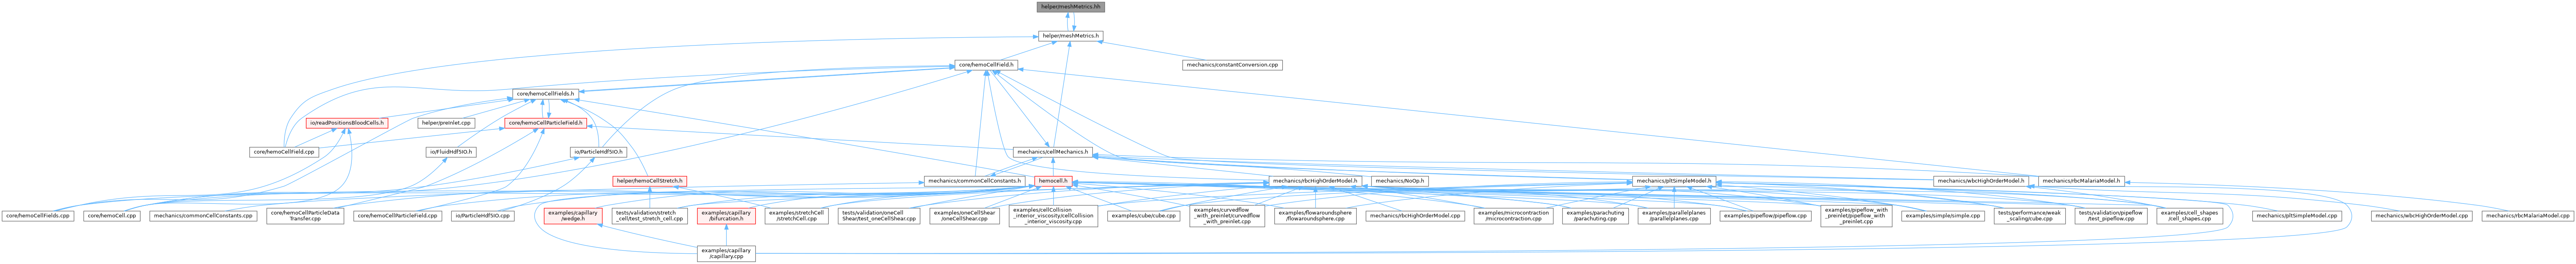 helper/meshMetrics.hh
helper/meshMetrics.h
core/hemoCellField.h
mechanics/constantConversion.cpp
core/hemoCellFields.h
io/readPositionsBloodCells.h
helper/preInlet.cpp
core/hemoCellParticleField.h
core/hemoCellField.cpp
io/FluidHdf5IO.h
io/ParticleHdf5IO.h
mechanics/cellMechanics.h
helper/hemoCellStretch.h
mechanics/commonCellConstants.h
hemocell.h
mechanics/rbcHighOrderModel.h
mechanics/NoOp.h
mechanics/pltSimpleModel.h
mechanics/wbcHighOrderModel.h
mechanics/rbcMalariaModel.h
core/hemoCellFields.cpp
core/hemoCell.cpp
mechanics/commonCellConstants.cpp
core/hemoCellParticleData
Transfer.cpp
core/hemoCellParticleField.cpp
io/ParticleHdf5IO.cpp
examples/capillary
/wedge.h
tests/validation/stretch
_cell/test_stretch_cell.cpp
examples/capillary
/bifurcation.h
examples/stretchCell
/stretchCell.cpp
tests/validation/oneCell
Shear/test_oneCellShear.cpp
examples/oneCellShear
/oneCellShear.cpp
examples/cellCollision
_interior_viscosity/cellCollision
_interior_viscosity.cpp
examples/cube/cube.cpp
examples/curvedflow
_with_preinlet/curvedflow
_with_preinlet.cpp
examples/flowaroundsphere
/flowaroundsphere.cpp
mechanics/rbcHighOrderModel.cpp
examples/microcontraction
/microcontraction.cpp
examples/parachuting
/parachuting.cpp
examples/parallelplanes
/parallelplanes.cpp
examples/pipeflow/pipeflow.cpp
examples/pipeflow_with
_preinlet/pipeflow_with
_preinlet.cpp
examples/simple/simple.cpp
tests/performance/weak
_scaling/cube.cpp
tests/validation/pipeflow
/test_pipeflow.cpp
examples/cell_shapes
/cell_shapes.cpp
mechanics/pltSimpleModel.cpp
mechanics/wbcHighOrderModel.cpp
mechanics/rbcMalariaModel.cpp
examples/capillary
/capillary.cpp